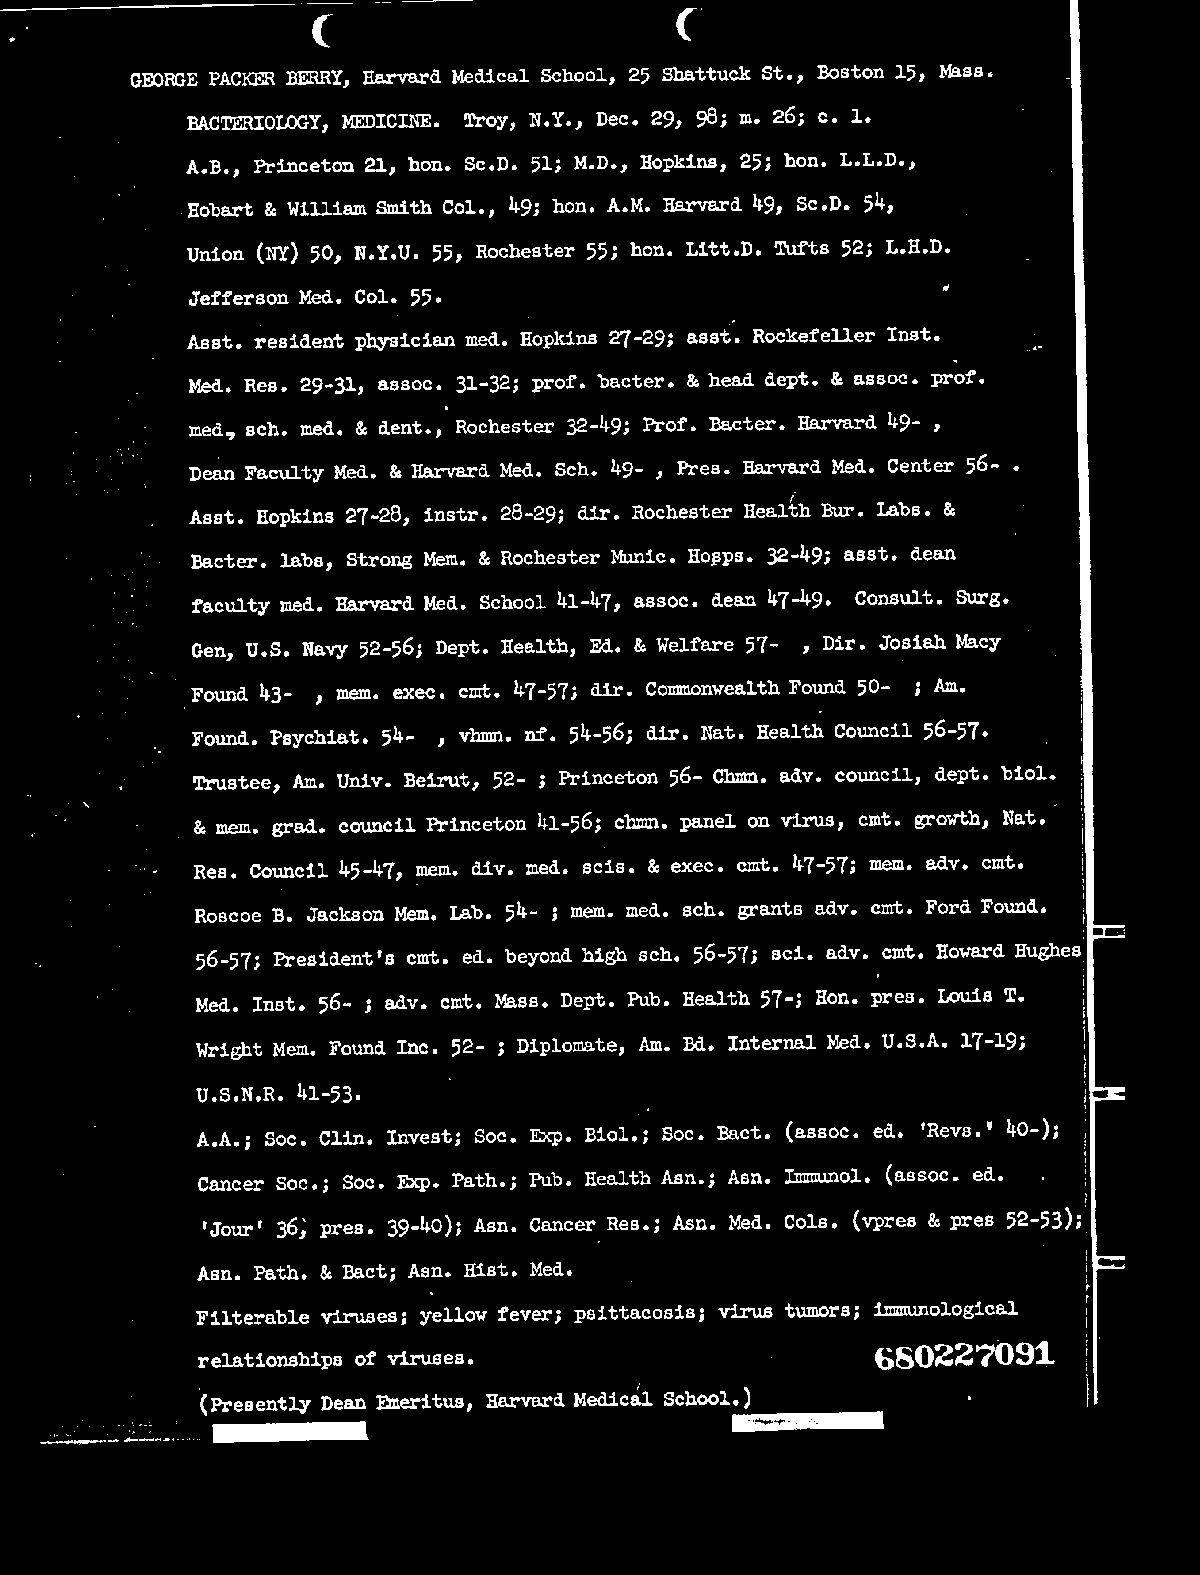 GEORGE PACKER BERRY, Harvard Medical School, 25 Shattuck St., Boston 15, Mass.
BACTERIOLOGY, MEDICINE. Troy, N.Y., Dec. 29, 98; m. 26; c. 1.
A.B., Princeton 21, hon. Sc.D. 51; M.D., Hopkins, 25; hon. L.L.D.,
Hobart & William Smith Col., 49; hon. A.M. Harvard 49, Sc.D. 54,
Union (NY) 50, N.Y.U. 55, Rochester 55; hon. Litt.D. Tufts 52; L.H.D.
Jefferson Med. Col. 55.
Asst. resident physician med. Hopkins 27-29; asst. Rockefeller Inst.
Med. Res. 29-31, assoc. 31-32; prof. bacter. & head dept. & assoc. prof.
med., sch. med. & dent., Rochester 32-49; Prof. Bacter. Harvard 49- ,
Dean Faculty Med. & Harvard Med. Sch. 49- , Pres. Harvard Med. Center 56- .
Asst. Hopkins 27-28, instr. 28-29; dir. Rochester Health Bur. Labs. &
Bacter. labs, Strong Mem. & Rochester Munic. Hosps. 32-49; asst. dean
faculty med. Harvard Med. School 41-47, assoc. dean 47-49. Consult. Surg.
Gen, U.S. Navy 52-56; Dept. Health, Ed. & Welfare 57- , Dir. Josiah Macy
Found 43- , mem. exec. cmt. 47-57; dir. Commonwealth Found 50- ; Am.
Found. Psychiat. 54- , vhmn. nf. 54-56; dir. Nat. Health Council 56-57.
Trustee, Am. Univ. Beirut, 52- ; Princeton 56- Chmn. adv. council, dept. biol.
& mem. grad. council Princeton 41-56; chmn. panel on virus, cmt. growth, Nat.
Res. Council 45-47, mem. div. med. scis. & exec. cmt. 47-57; mem. adv. cmt.
Roscoe B. Jackson Mem. Lab. 54- ; mem. med. sch. grants adv. cmt. Ford Found.
56-57; President's cmt. ed. beyond high sch. 56-57; sci. adv. cmt. Howard Hughes
Med. Inst. 56- ; adv. cmt. Mass. Dept. Pub. Health 57-; Hon. pres. Louis T.
Wright Mem. Found Inc. 52- ; Diplomate, Am. Bd. Internal Med. U.S.A. 17-19;
U.S.N.R. 41-53.
A.A.; Soc. Clin. Invest; Soc. Exp. Biol.; Soc. Bact. (assoc. ed. 'Revs.' 40-);
Cancer Soc.; Soc. Exp. Path.; Pub. Health Asn.; Asn. Immunol. (assoc. ed.
'Jour' 36, pres. 39-40); Asn. Cancer Res.; Asn. Med. Cols. (vpres & pres 52-53);
Asn. Path. & Bact; Asn. Hist. Med.
Filterable viruses; yellow fever; psittacosis; virus tumors; immunological
relationships of viruses.
680227091
(Presently Dean Emeritus, Harvard Medical School.)